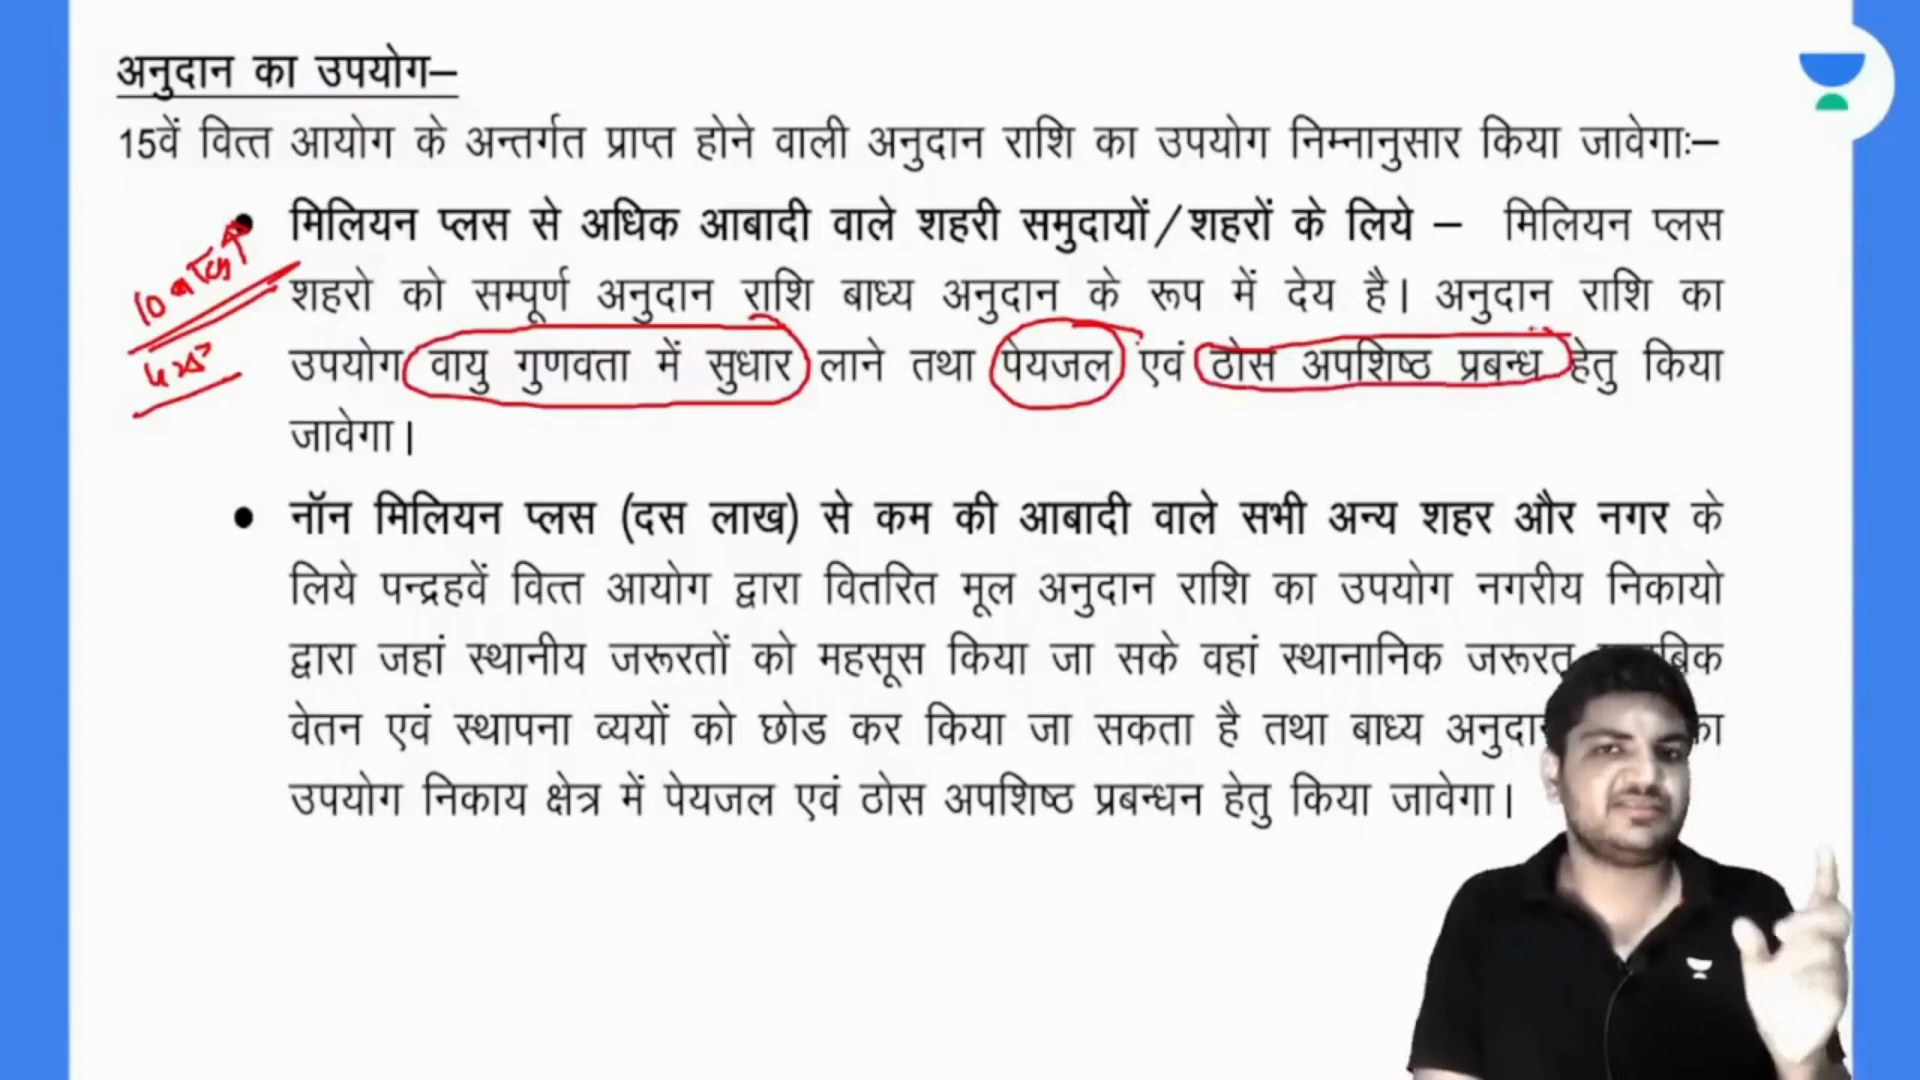 अनुदान का उपयोग–
15वें वित्त आयोग के अन्तर्गत प्राप्त होने वाली अनुदान राशि का उपयोग निम्नानुसार किया जावेगाः–
● मिलियन प्लस से अधिक आबादी वाले शहरी समुदायों/शहरों के लिये – मिलियन प्लस
शहरो को सम्पूर्ण अनुदान राशि बाध्य अनुदान के रूप में देय है। अनुदान राशि का
उपयोग वायु गुणवता में सुधार लाने तथा पेयजल एवं ठोस अपशिष्ठ प्रबन्ध हेतु किया
जावेगा।
● नॉन मिलियन प्लस (दस लाख) से कम की आबादी वाले सभी अन्य शहर और नगर के
लिये पन्द्रहवें वित्त आयोग द्वारा वितरित मूल अनुदान राशि का उपयोग नगरीय निकायो
द्वारा जहां स्थानीय जरूरतों को महसूस किया जा सके वहां स्थानानिक जरूरत
वेतन एवं स्थापना व्ययों को छोड कर किया जा सकता है तथा बाध्य का
उपयोग निकाय क्षेत्र में पेयजल एवं ठोस अपशिष्ठ प्रबन्धन हेतु किया जावेगा।